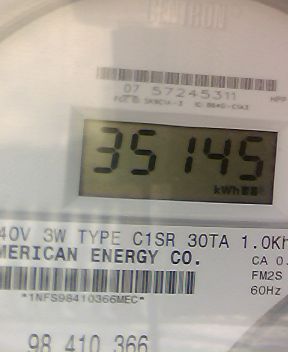 CENTRON
07 57245311
35145
kWh
40V 3W TYPE C1SR 30TA 1.0Kh
MERICAN ENERGY CO.
CA 0.
FM2S
*1NFS98410366MEC*
60Hz
98 410 366